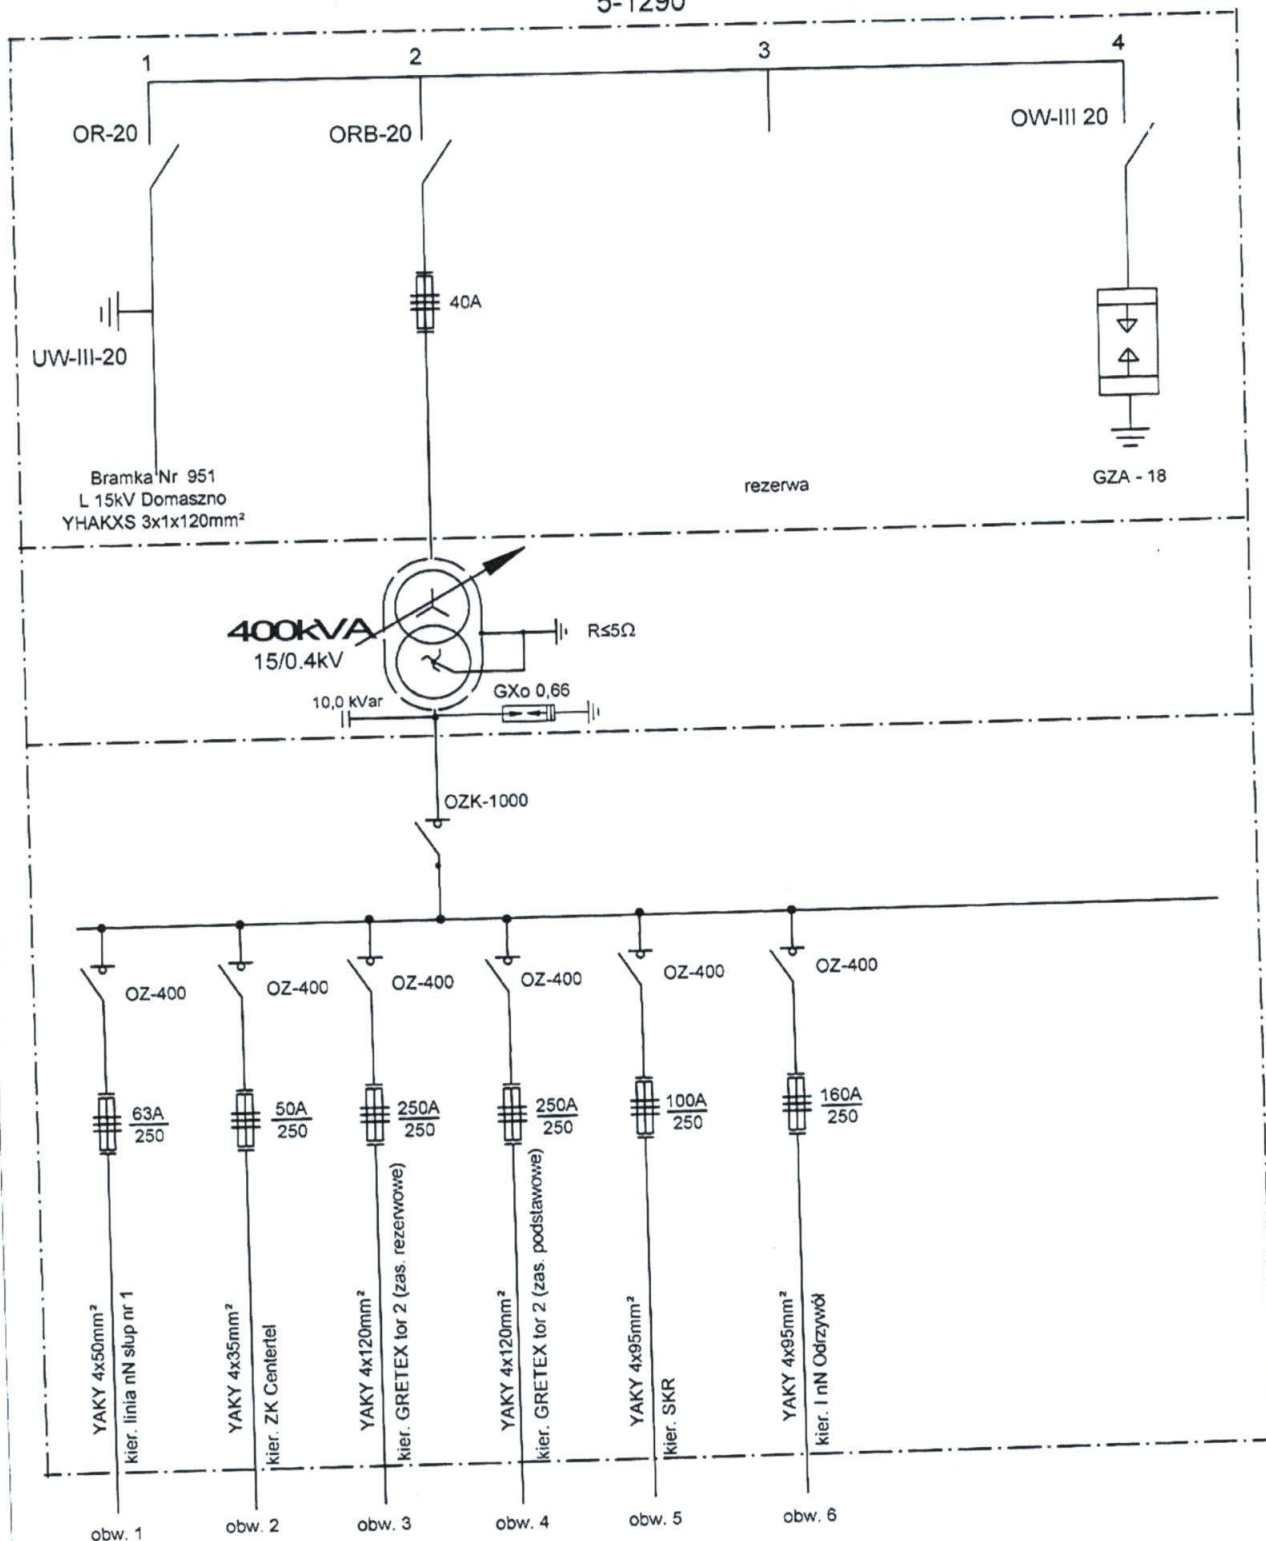 5-1290
1
2
3
4
OR-20
ORB-20
OW-III 20
40A
UW-III-20
Bramka Nr 951
L 15kV Domaszno
YHAKXS 3x1x120mm²
rezerwa
GZA - 18
400kVA
15/0.4kV
R≤5Ω
10,0 kVar
GXo 0,66
OZK-1000
OZ-400
OZ-400
OZ-400
OZ-400
OZ-400
OZ-400
63A
250
50A
250
250A
250
250A
250
100A
250
160A
250
YAKY 4x50mm²
kier. linia nN słup nr 1
YAKY 4x35mm²
kier. ZK Centertel
YAKY 4x120mm²
kier. GRETEX tor 2 (zas. rezerwowe)
YAKY 4x120mm²
kier. GRETEX tor 2 (zas. podstawowe)
YAKY 4x95mm²
kier. SKR
YAKY 4x95mm²
kier. l nN Odrzywół
obw. 1
obw. 2
obw. 3
obw. 4
obw. 5
obw. 6